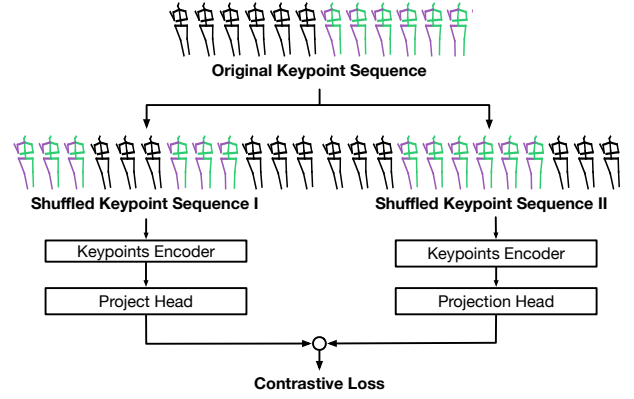 Original Keypoint Sequence
Shuffled Keypoint Sequence I
Shuffled Keypoint Sequence II
Keypoints Encoder
Keypoints Encoder
Project Head
Projection Head
Contrastive Loss